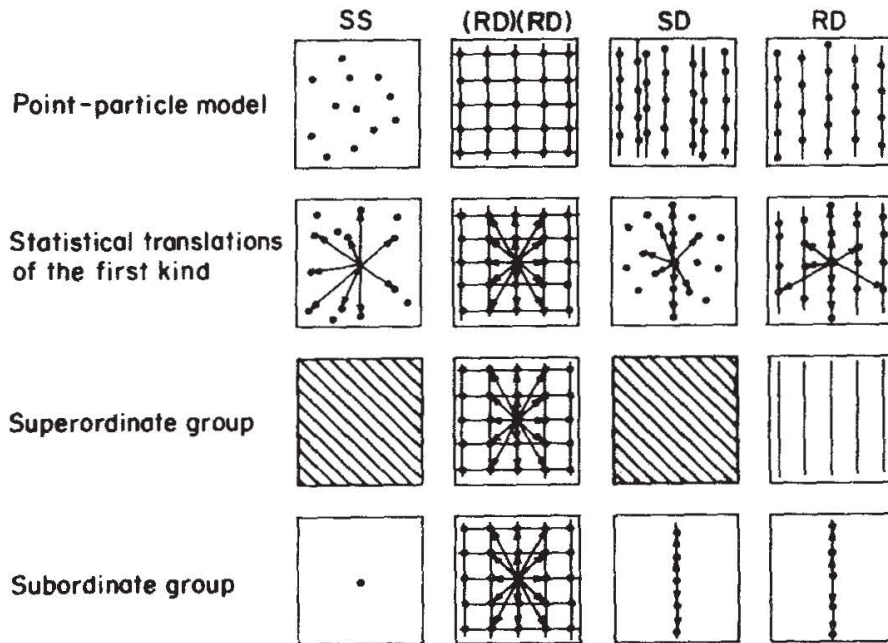 SS (RD)(RD) SD RD
Point-particle model
Statistical translations
of the first kind
Superordinate group
Subordinate group